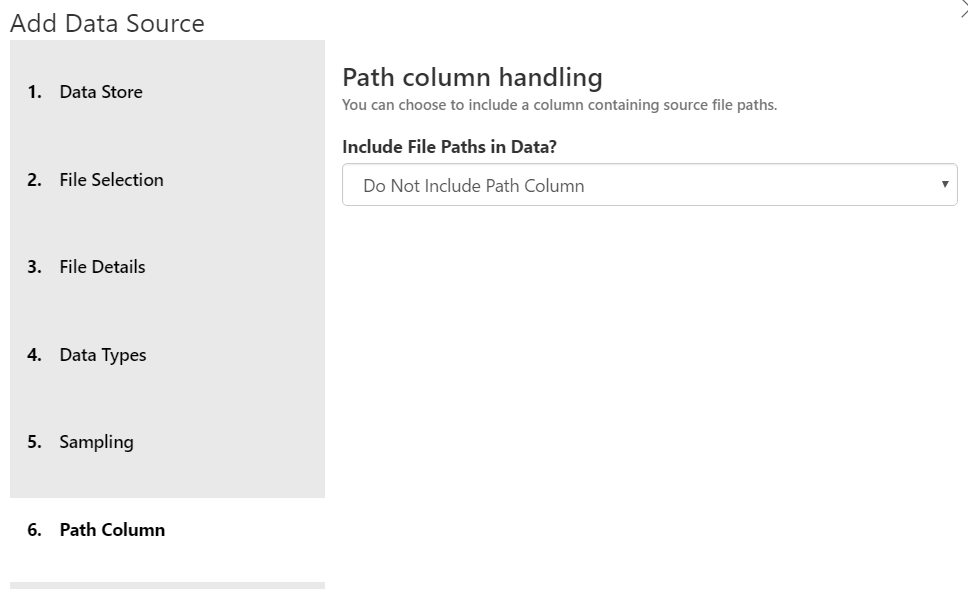 Add Data Source
1. Data Store
2. File Selection
3. File Details
4. Data Types
5. Sampling
6. Path Column
Path column handling
You can choose to include a column containing source file paths.
Include File Paths in Data?
Do Not Include Path Column